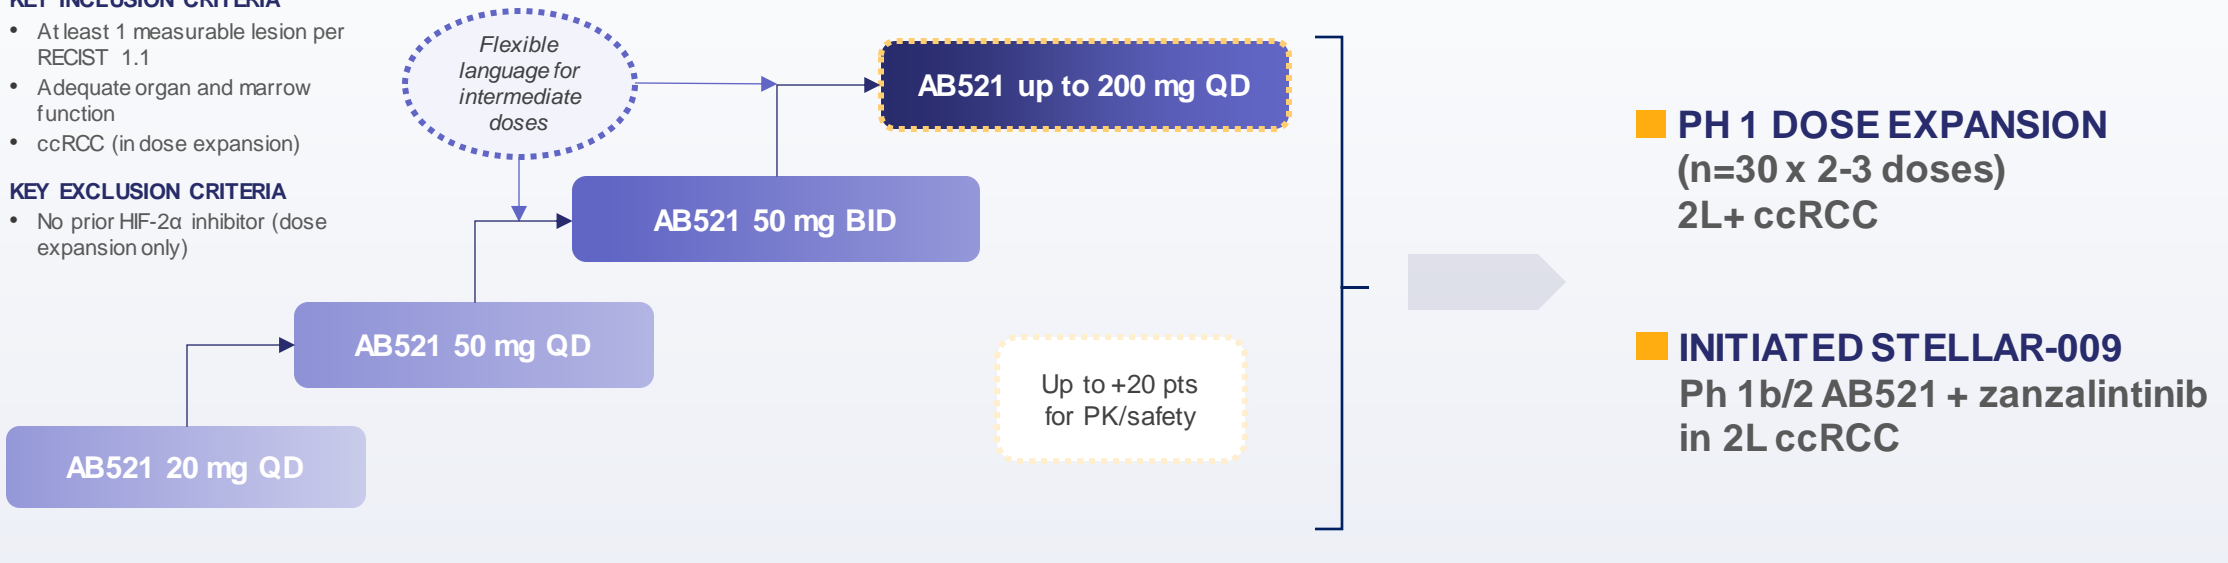 KEY INCLUSION CRITERIA
• At least 1 measurable lesion per
RECIST 1.1
• Adequate organ and marrow
function
• ccRCC (in dose expansion)
KEY EXCLUSION CRITERIA
• No prior HIF-2α inhibitor (dose
expansion only)
Flexible
language for
intermediate
doses
AB521 up to 200 mg QD
AB521 50 mg BID
AB521 50 mg QD
AB521 20 mg QD
Up to +20 pts
for PK/safety
PH 1 DOSE EXPANSION
(n=30 x 2-3 doses)
2L+ ccRCC
INITIATED STELLAR-009
Ph 1b/2 AB521 + zanzalintinib
in 2L ccRCC